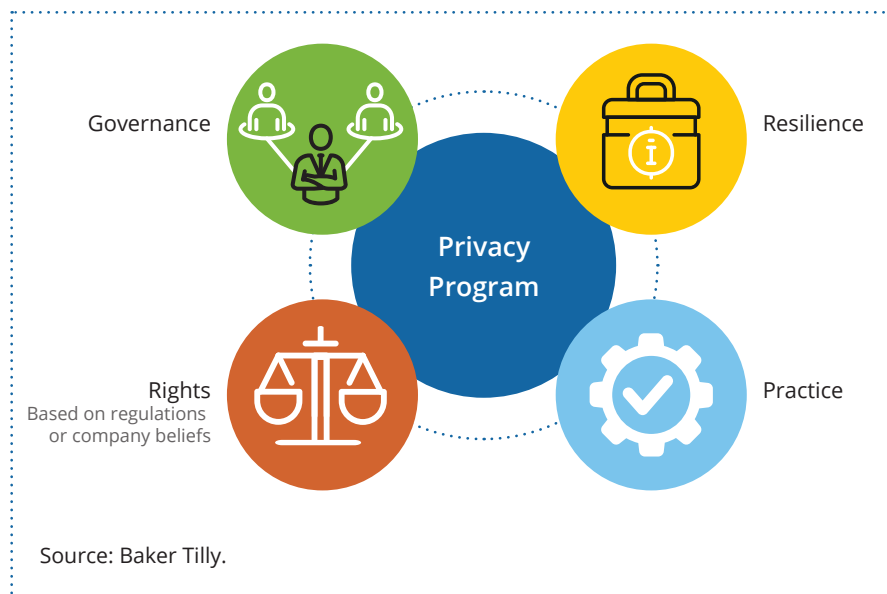 Governance
Resilience
Privacy
Program
Rights
Based on regulations
or company beliefs
Practice
Source: Baker Tilly.